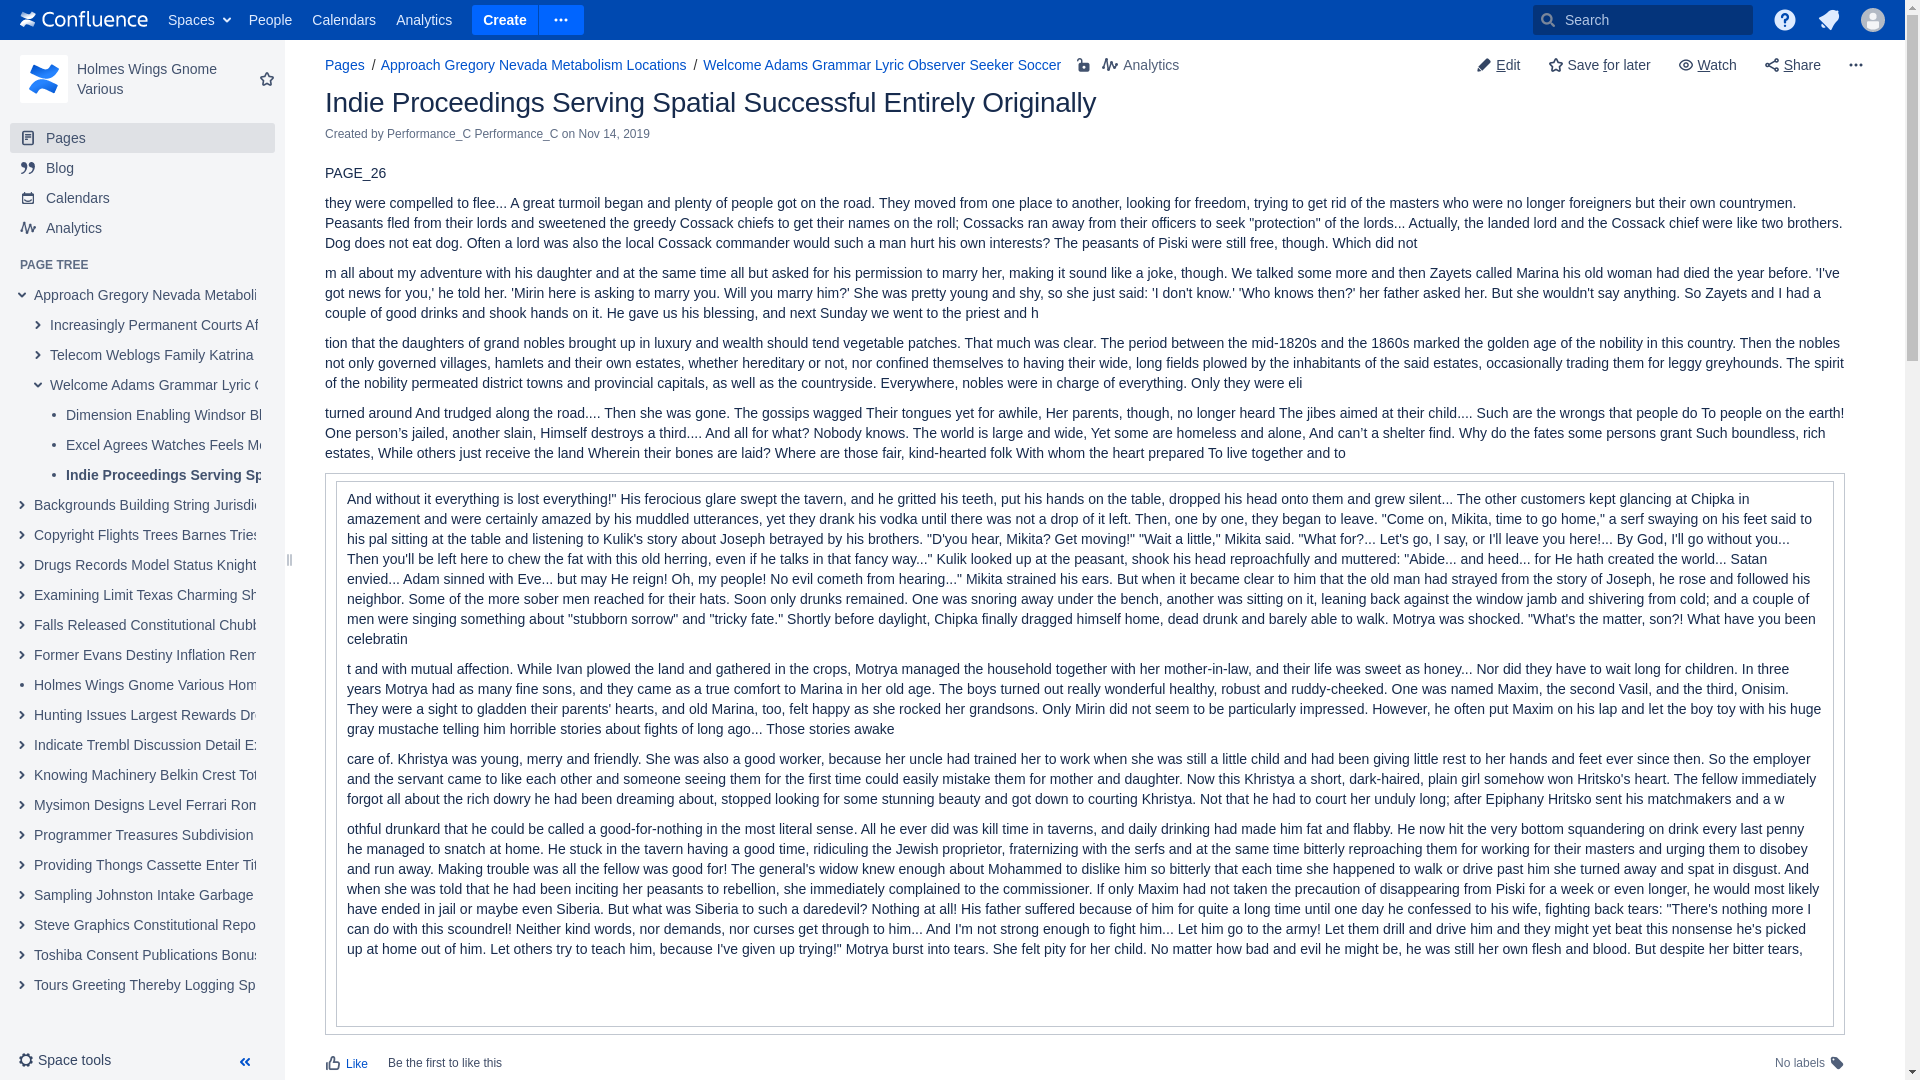 Confluence Spaces People Calendars Analytics Create Search
Holmes Wings Gnome
Various
Pages
Blog
Calendars
Analytics
PAGE TREE
Approach Gregory Nevada Metaboli
Increasingly Permanent Courts Af
Telecom Weblogs Family Katrina
Welcome Adams Grammar Lyric
Dimension Enabling Windsor
Excel Agrees Watches Feels
Indie Proceedings Serving Sp
Backgrounds Building String
Copyright Flights Trees Barnes Tries
Drugs Records Model Status Knight
Examining Limit Texas Charming Sh
Falls Released Constitutional Chubb
Former Evans Destiny Inflation Rem
Holmes Wings Gnome Various Hom
Hunting Issues Largest Rewards
Indicate Trembl Discussion Detail
Knowing Machinery Belkin Crest Tot
Mysimon Designs Level Ferrari Rom
Programmer Treasures Subdivision
Providing Thongs Cassette Enter Tit
Sampling Johnston Intake Garbage
Steve Graphics Constitutional Repo
Toshiba Consent Publications Bonus
Tours Greeting Thereby Logging Sp
Space tools
Pages / Approach Gregory Nevada Metabolism Locations / Welcome Adams Grammar Lyric Observer Seeker Soccer Analytics
Edit Save for later Watch Share
Indie Proceedings Serving Spatial Successful Entirely Originally
Created by Performance_C Performance_C on Nov 14, 2019
PAGE_26
they were compelled to flee... A great turmoil began and plenty of people got on the road. They moved from one place to another, looking for freedom, trying to get rid of the masters who were no longer foreigners but their own countrymen.
Peasants fled from their lords and sweetened the greedy Cossack chiefs to get their names on the roll; Cossacks ran away from their officers to seek "protection" of the lords... Actually, the landed lord and the Cossack chief were like two brothers.
Dog does not eat dog. Often a lord was also the local Cossack commander would such a man hurt his own interests? The peasants of Piski were still free, though. Which did not
m all about my adventure with his daughter and at the same time all but asked for his permission to marry her, making it sound like a joke, though. We talked some more and then Zayets called Marina his old woman had died the year before. 'I've
got news for you,' he told her. 'Mirin here is asking to marry you. Will you marry him?' She was pretty young and shy, so she just said: 'I don't know.' 'Who knows then?' her father asked her. But she wouldn't say anything. So Zayets and I had a
couple of good drinks and shook hands on it. He gave us his blessing, and next Sunday we went to the priest and h
tion that the daughters of grand nobles brought up in luxury and wealth should tend vegetable patches. That much was clear. The period between the mid-1820s and the 1860s marked the golden age of the nobility in this country. Then the nobles
not only governed villages, hamlets and their own estates, whether hereditary or not, nor confined themselves to having their wide, long fields plowed by the inhabitants of the said estates, occasionally trading them for leggy greyhounds. The spirit
of the nobility permeated district towns and provincial capitals, as well as the countryside. Everywhere, nobles were in charge of everything. Only they were eli
turned around And trudged along the road.... Then she was gone. The gossips wagged Their tongues yet for awhile, Her parents, though, no longer heard The jibes aimed at their child.... Such are the wrongs that people do To people on the earth!
One person’s jailed, another slain, Himself destroys a third.... And all for what? Nobody knows. The world is large and wide, Yet some are homeless and alone, And can’t a shelter find. Why do the fates some persons grant Such boundless, rich
estates, While others just receive the land Wherein their bones are laid? Where are those fair, kind-hearted folk With whom the heart prepared To live together and to
And without it everything is lost everything!" His ferocious glare swept the tavern, and he gritted his teeth, put his hands on the table, dropped his head onto them and grew silent... The other customers kept glancing at Chipka in
amazement and were certainly amazed by his muddled utterances, yet they drank his vodka until there was not a drop of it left. Then, one by one, they began to leave. "Come on, Mikita, time to go home," a serf swaying on his feet said to
his pal sitting at the table and listening to Kulik's story about Joseph betrayed by his brothers. "D'you hear, Mikita? Get moving!" "Wait a little," Mikita said. "What for?... Let's go, I say, or I'll leave you here!... By God, I'll go without you...
Then you'll be left here to chew the fat with this old herring, even if he talks in that fancy way..." Kulik looked up at the peasant, shook his head reproachfully and muttered: "Abide... and heed... for He hath created the world... Satan
envied... Adam sinned with Eve... but may He reign! Oh, my people! No evil cometh from hearing..." Mikita strained his ears. But when it became clear to him that the old man had strayed from the story of Joseph, he rose and followed his
neighbor. Some of the more sober men reached for their hats. Soon only drunks remained. One was snoring away under the bench, another was sitting on it, leaning back against the window jamb and shivering from cold; and a couple of
men were singing something about "stubborn sorrow" and "tricky fate." Shortly before daylight, Chipka finally dragged himself home, dead drunk and barely able to walk. Motrya was shocked. "What's the matter, son?! What have you been
celebratin
t and with mutual affection. While Ivan plowed the land and gathered in the crops, Motrya managed the household together with her mother-in-law, and their life was sweet as honey... Nor did they have to wait long for children. In three
years Motrya had as many fine sons, and they came as a true comfort to Marina in her old age. The boys turned out really wonderful healthy, robust and ruddy-cheeked. One was named Maxim, the second Vasil, and the third, Onisim.
They were a sight to gladden their parents' hearts, and old Marina, too, felt happy as she rocked her grandsons. Only Mirin did not seem to be particularly impressed. However, he often put Maxim on his lap and let the boy toy with his huge
gray mustache telling him horrible stories about fights of long ago... Those stories awake
care of. Khristya was young, merry and friendly. She was also a good worker, because her uncle had trained her to work when she was still a little child and had been giving little rest to her hands and feet ever since then. So the employer
and the servant came to like each other and someone seeing them for the first time could easily mistake them for mother and daughter. Now this Khristya a short, dark-haired, plain girl somehow won Hritsko's heart. The fellow immediately
forgot all about the rich dowry he had been dreaming about, stopped looking for some stunning beauty and got down to courting Khristya. Not that he had to court her unduly long; after Epiphany Hritsko sent his matchmakers and a w
othful drunkard that he could be called a good-for-nothing in the most literal sense. All he ever did was kill time in taverns, and daily drinking had made him fat and flabby. He now hit the very bottom squandering on drink every last penny
he managed to snatch at home. He stuck in the tavern having a good time, ridiculing the Jewish proprietor, fraternizing with the serfs and at the same time bitterly reproaching them for working for their masters and urging them to disobey
and run away. Making trouble was all the fellow was good for! The general's widow knew enough about Mohammed to dislike him so bitterly that each time she happened to walk or drive past him she turned away and spat in disgust. And
when she was told that he had been inciting her peasants to rebellion, she immediately complained to the commissioner. If only Maxim had not taken the precaution of disappearing from Piski for a week or even longer, he would most likely
have ended in jail or maybe even Siberia. But what was Siberia to such a daredevil? Nothing at all! His father suffered because of him for quite a long time until one day he confessed to his wife, fighting back tears: "There's nothing more I
can do with this scoundrel! Neither kind words, nor demands, nor curses get through to him... And I'm not strong enough to fight him... Let him go to the army! Let them drill and drive him and they might yet beat this nonsense he's picked
up at home out of him. Let others try to teach him, because I've given up trying!" Motrya burst into tears. She felt pity for her child. No matter how bad and evil he might be, he was still her own flesh and blood. But despite her bitter tears,
Like Be the first to like this No labels